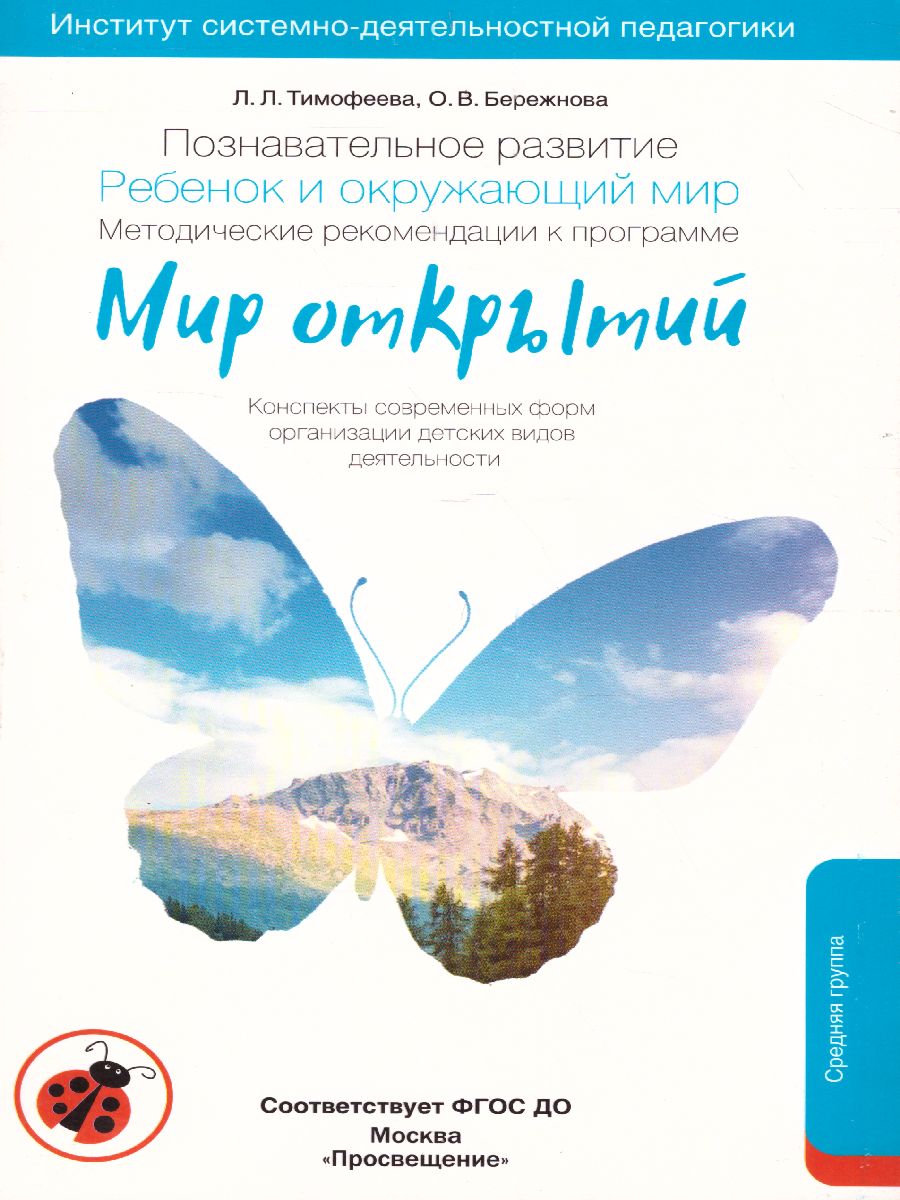 Институт системно-деятельностной педагогики
Л. Л. Тимофеева, О. В. Бережнова
Познавательное развитие
Ребенок и окружающий мир
Методические рекомендации к программе
Мир открытий
Конспекты современных форм
организации детских видов
деятельности
Средняя группа
Соответствует ФГОС ДО
Москва
«Просвещение»